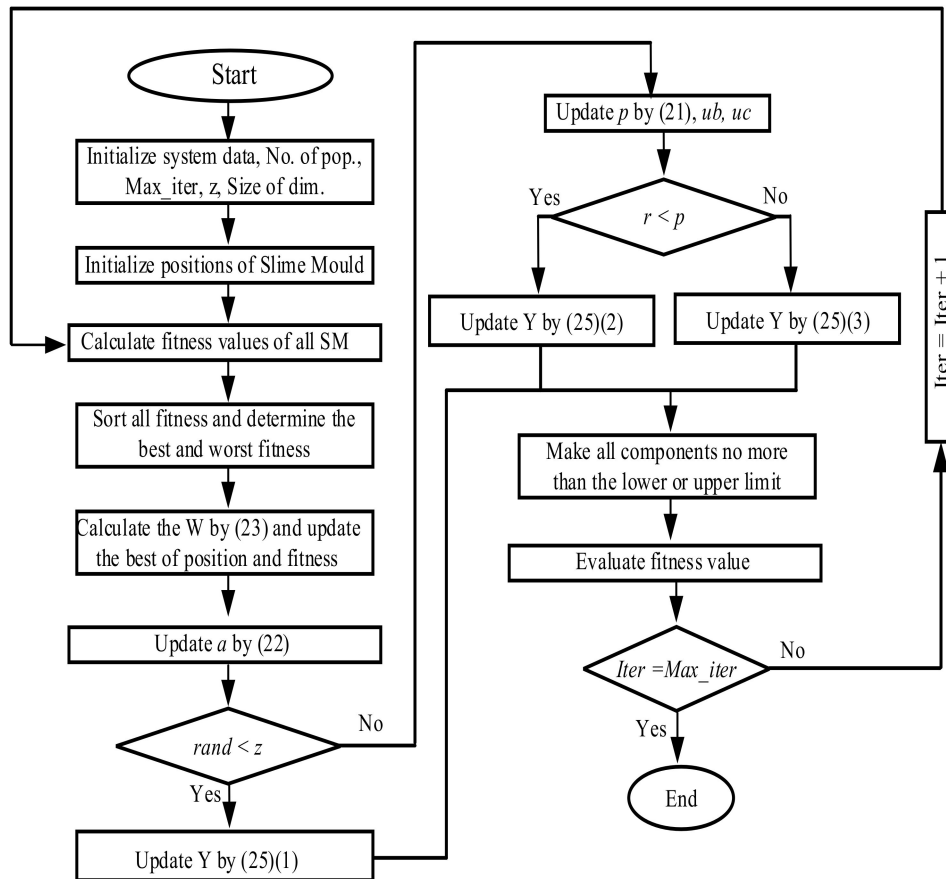 Start
Initialize system data, No. of pop.,
Max_iter, z, Size of dim.
Initialize positions of Slime Mould
Calculate fitness values of all SM
Sort all fitness and determine the
best and worst fitness
Calculate the W by (23) and update
the best of position and fitness
Update a by (22)
rand < z
No
Yes
Update Y by (25)(1)
Update p by (21), ub, uc
Yes
No
r < p
Update Y by (25)(2)
Update Y by (25)(3)
Make all components no more
than the lower or upper limit
Evaluate fitness value
Iter =Max_iter
No
Yes
End
Iter = Iter + 1